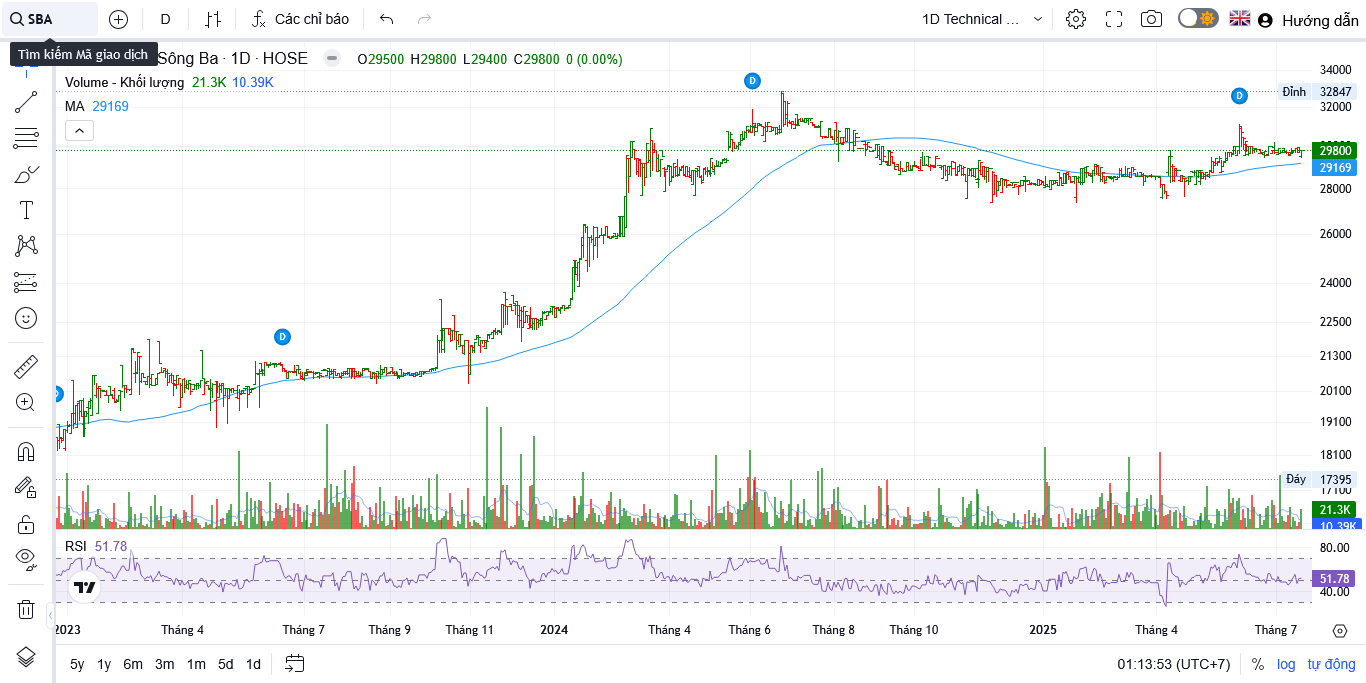 SBA D Các chỉ báo 1D Technical ... Hướng dẫn
Tìm kiếm Mã giao dịch
Sông Ba · 1D · HOSE O29500 H29800 L29400 C29800 0 (0.00%)
Volume - Khối lượng 21.3K 10.39K
MA 29169
D
D
D
34000
Đỉnh 32847
32000
29800
29169
28000
26000
24000
22500
21300
20100
19100
18100
Đáy 17395
17100
21.3K
10.39K
RSI 51.78
80.00
51.78
40.00
2023 Tháng 4 Tháng 7 Tháng 9 Tháng 11 2024 Tháng 4 Tháng 6 Tháng 8 Tháng 10 2025 Tháng 4 Tháng 7
5y 1y 6m 3m 1m 5d 1d 01:13:53 (UTC+7) % log tự động